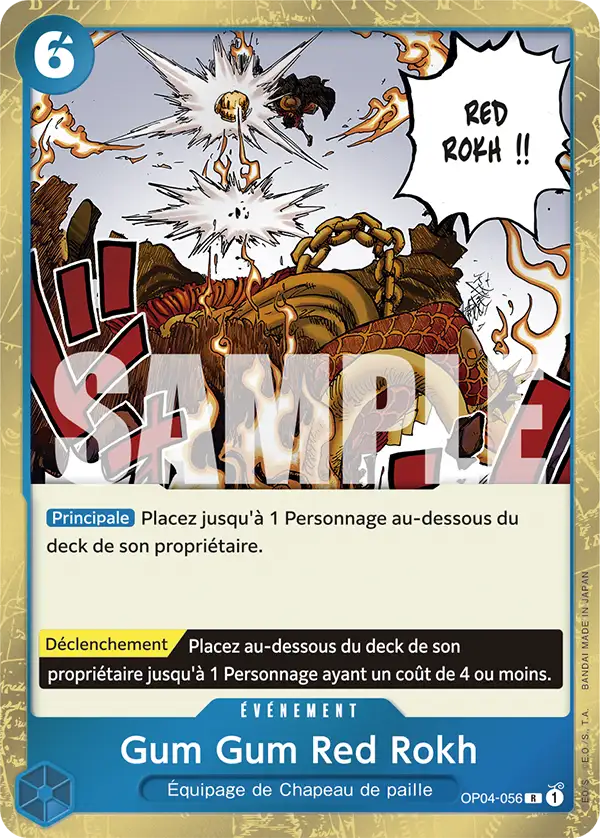 6
RED
ROKH !!
SAMPLE
Principale Placez jusqu'à 1 Personnage au-dessous du
deck de son propriétaire.
Déclenchement Placez au-dessous du deck de son
propriétaire jusqu'à 1 Personnage ayant un coût de 4 ou moins.
ÉVÉNEMENT
Gum Gum Red Rokh
Équipage de Chapeau de paille
OP04-056 R 1
©E.O./S., T.A. BANDAI MADE IN JAPAN